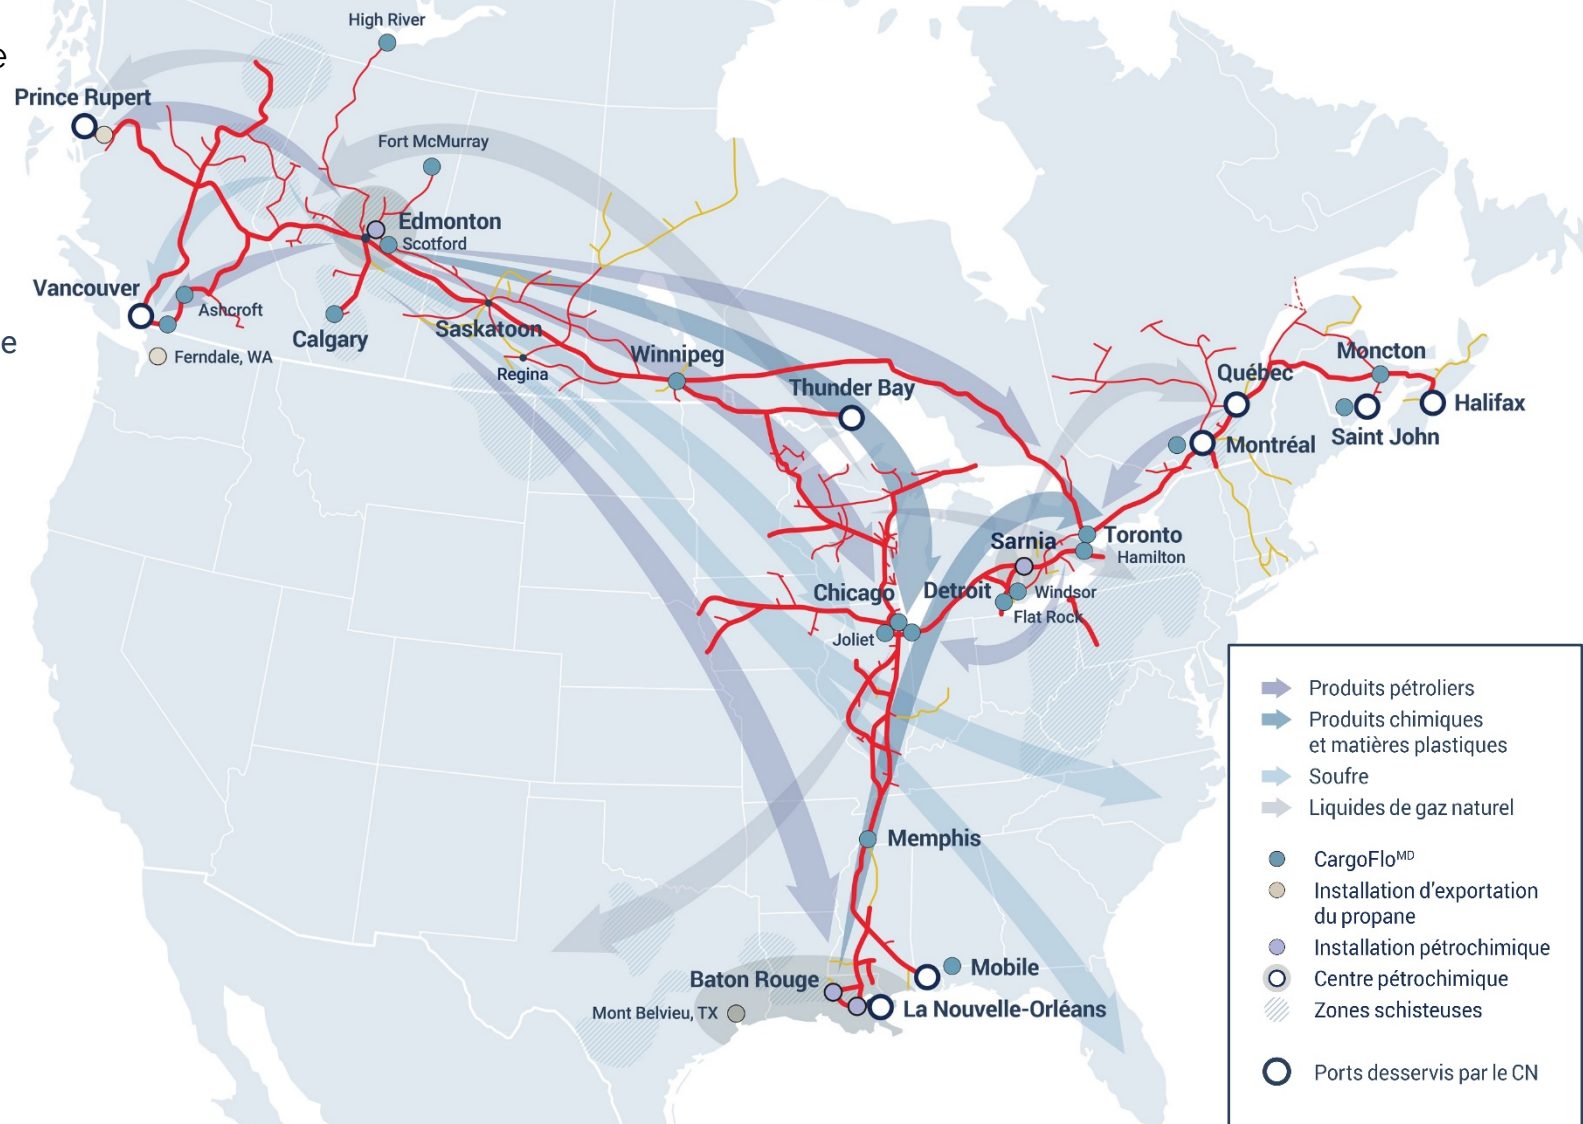 High River
e
Prince Rupert
Fort McMurray
Edmonton
Scotford
Vancouver
Ashcroft
e
Calgary
Ferndale, WA
Saskatoon
Regina
Winnipeg
Thunder Bay
Moncton
Québec
Halifax
Saint John
Montréal
Toronto
Sarnia
Hamilton
Chicago
Detroit
Windsor
Flat Rock
Joliet
Memphis
Mobile
Baton Rouge
Mont Belvieu, TX
La Nouvelle-Orléans
Produits pétroliers
Produits chimiques
et matières plastiques
Soufre
Liquides de gaz naturel
CargoFloMD
Installation d'exportation
du propane
Installation pétrochimique
Centre pétrochimique
Zones schisteuses
Ports desservis par le CN